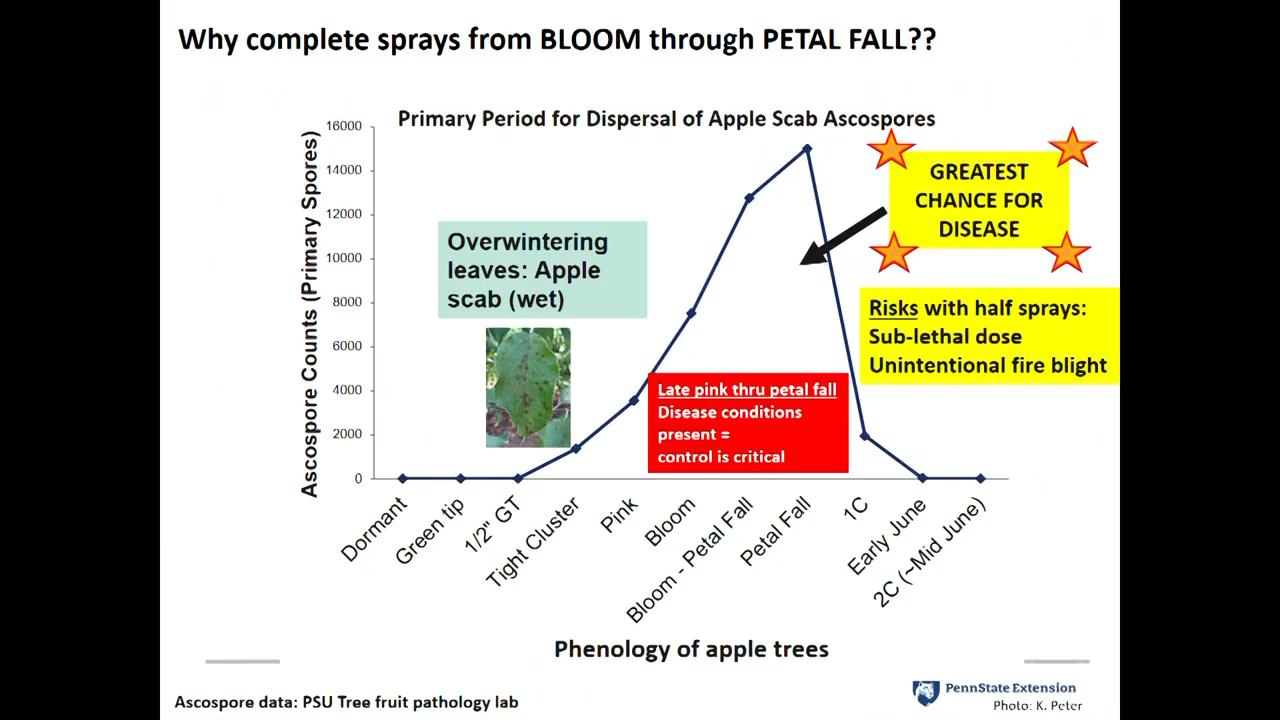 Why complete sprays from BLOOM through PETAL FALL??
Primary Period for Dispersal of Apple Scab Ascospores
Ascospore Counts (Primary Spores)
16000
14000
12000
10000
8000
6000
4000
2000
0
Overwintering
leaves: Apple
scab (wet)
GREATEST
CHANCE FOR
DISEASE
Risks with half sprays:
Sub-lethal dose
Unintentional fire blight
Late pink thru petal fall
Disease conditions
present =
control is critical
Dormant
Green tip
1/2" GT
Tight Cluster
Pink
Bloom
Bloom - Petal Fall
Petal Fall
1C
Early June
2C (~Mid June)
Phenology of apple trees
Ascospore data: PSU Tree fruit pathology lab
PennState Extension
Photo: K. Peter